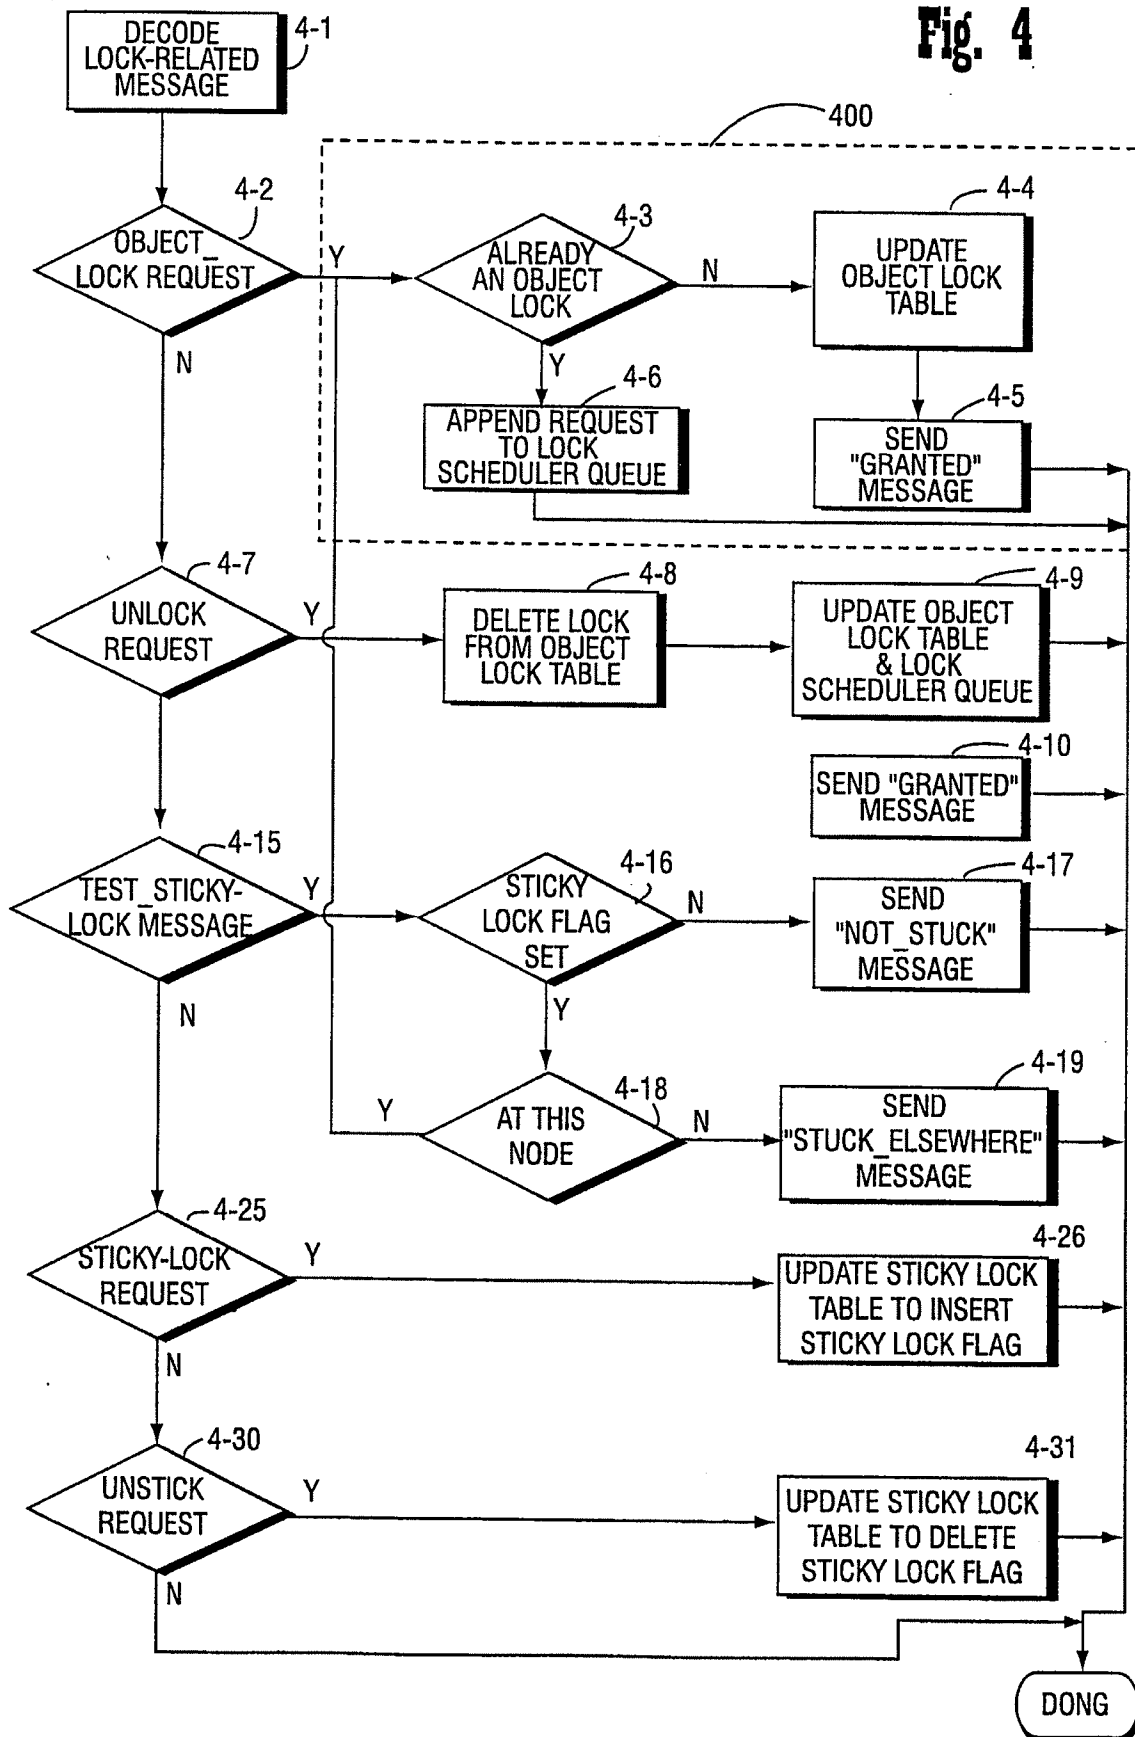 Fig. 4
DECODE
LOCK-RELATED
MESSAGE
4-1
400
4-2
OBJECT_
LOCK REQUEST
Y
N
4-3
ALREADY
AN OBJECT
LOCK
N
Y
4-4
UPDATE
OBJECT LOCK
TABLE
4-6
APPEND REQUEST
TO LOCK
SCHEDULER QUEUE
4-5
SEND
"GRANTED"
MESSAGE
4-7
UNLOCK
REQUEST
Y
4-8
DELETE LOCK
FROM OBJECT
LOCK TABLE
4-9
UPDATE OBJECT
LOCK TABLE
& LOCK
SCHEDULER QUEUE
4-10
SEND "GRANTED"
MESSAGE
4-15
TEST_STICKY-
LOCK MESSAGE
Y
N
4-16
STICKY
LOCK FLAG
SET
N
Y
4-17
SEND
"NOT_STUCK"
MESSAGE
4-18
AT THIS
NODE
Y
N
4-19
SEND
"STUCK_ELSEWHERE"
MESSAGE
4-25
STICKY-LOCK
REQUEST
Y
N
4-26
UPDATE STICKY LOCK
TABLE TO INSERT
STICKY LOCK FLAG
4-30
UNSTICK
REQUEST
Y
N
4-31
UPDATE STICKY LOCK
TABLE TO DELETE
STICKY LOCK FLAG
DONG